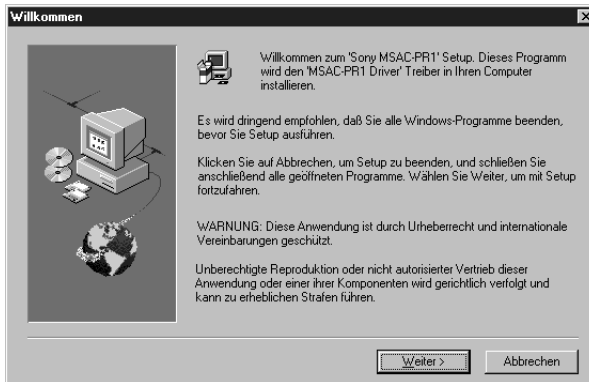 Willkommen
Willkommen zum 'Sony MSAC-PR1' Setup. Dieses Programm
wird den 'MSAC-PR1 Driver' Treiber in Ihren Computer
installieren.
Es wird dringend empfohlen, daß Sie alle Windows-Programme beenden,
bevor Sie Setup ausführen.
Klicken Sie auf Abbrechen, um Setup zu beenden, und schließen Sie
anschließend alle geöffneten Programme. Wählen Sie Weiter, um mit Setup
fortzufahren.
WARNUNG: Diese Anwendung ist durch Urheberrecht und internationale
Vereinbarungen geschützt.
Unberechtigte Reproduktion oder nicht autorisierter Vertrieb dieser
Anwendung oder einer ihrer Komponenten wird gerichtlich verfolgt und
kann zu erheblichen Strafen führen.
Weiter >
Abbrechen